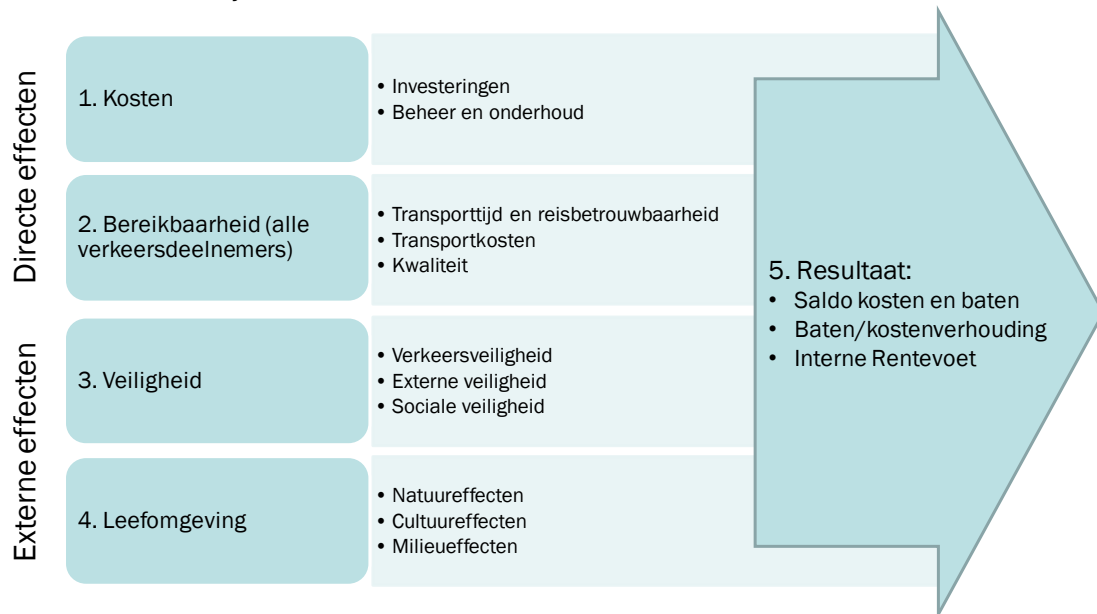 Directe effecten
1. Kosten
• Investeringen
• Beheer en onderhoud
2. Bereikbaarheid (alle
verkeersdeelnemers)
• Transporttijd en reisbetrouwbaarheid
• Transportkosten
• Kwaliteit
Externe effecten
3. Veiligheid
• Verkeersveiligheid
• Externe veiligheid
• Sociale veiligheid
4. Leefomgeving
• Natuureffecten
• Cultuureffecten
• Milieueffecten
5. Resultaat:
• Saldo kosten en baten
• Baten/kostenverhouding
• Interne Rentevoet